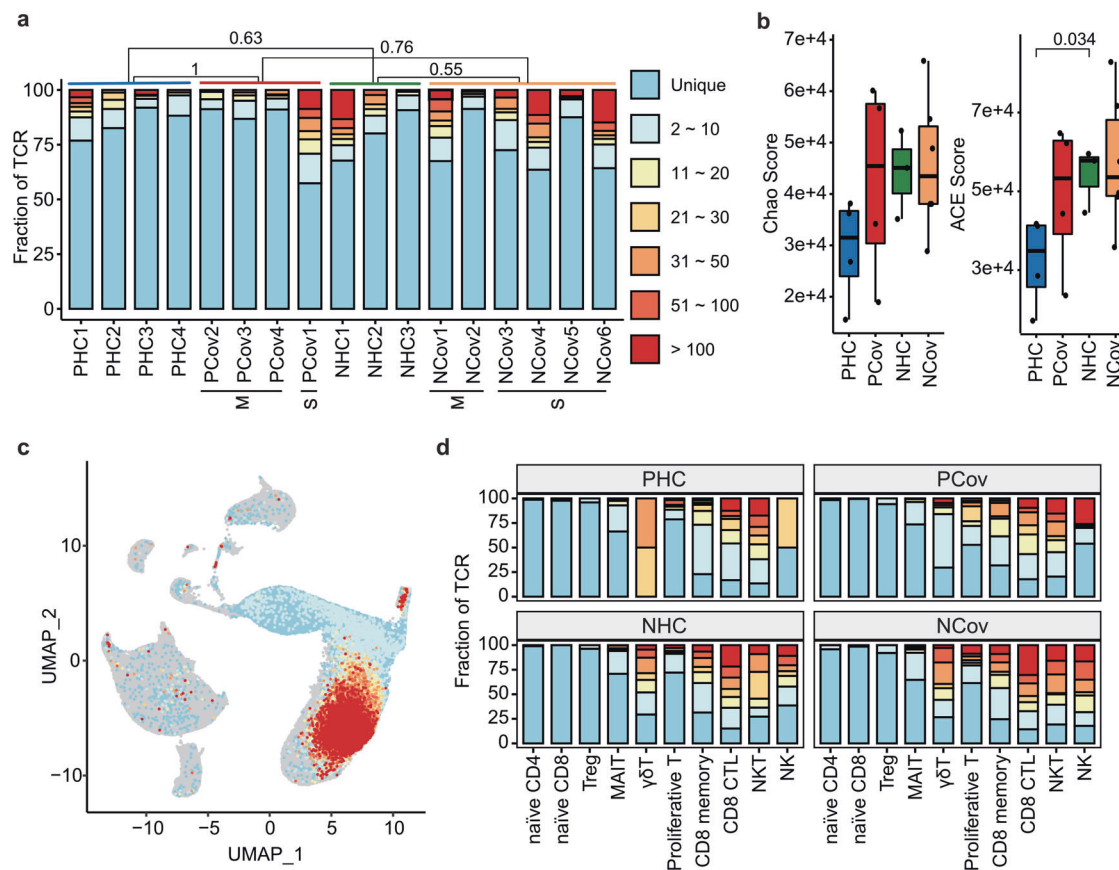 a
0.63
0.76
1
0.55
Fraction of TCR
100
75
50
25
0
PHC1
PHC2
PHC3
PHC4
PCov2
PCov3
PCov4
PCov1
NHC1
NHC2
NHC3
NCov1
NCov2
NCov3
NCov4
NCov5
NCov6
M
S
M
S
Unique
2 ~ 10
11 ~ 20
21 ~ 30
31 ~ 50
51 ~ 100
> 100
b
Chao Score
7e+4
6e+4
5e+4
4e+4
3e+4
2e+4
PHC
PCov
NHC
NCov
ACE Score
0.034
7e+4
5e+4
3e+4
PHC
PCov
NHC
NCov
c
UMAP_2
10
0
−10
−10
−5
0
5
10
UMAP_1
d
Fraction of TCR
PHC
PCov
100
75
50
25
0
NHC
NCov
100
75
50
25
0
naïve CD4
naïve CD8
Treg
MAIT
γδT
Proliferative T
CD8 memory
CD8 CTL
NKT
NK
naïve CD4
naïve CD8
Treg
MAIT
γδT
Proliferative T
CD8 memory
CD8 CTL
NKT
NK